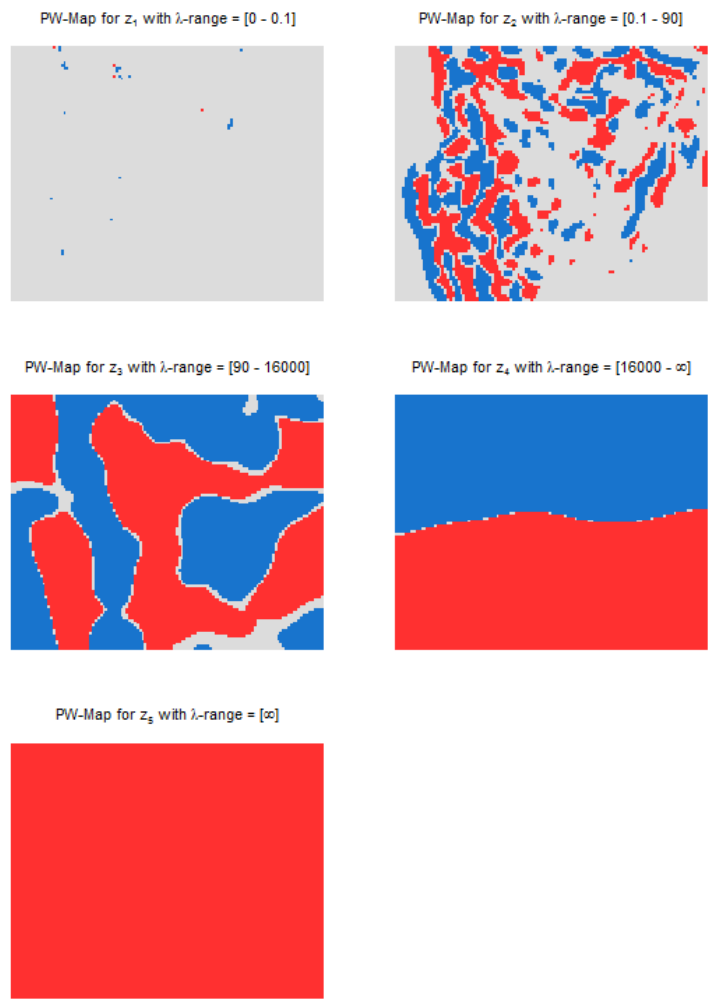 PW-Map for z₁ with λ-range = [0 - 0.1]
PW-Map for z₂ with λ-range = [0.1 - 90]
PW-Map for z₃ with λ-range = [90 - 16000]
PW-Map for z₄ with λ-range = [16000 - ∞]
PW-Map for z₅ with λ-range = [∞]